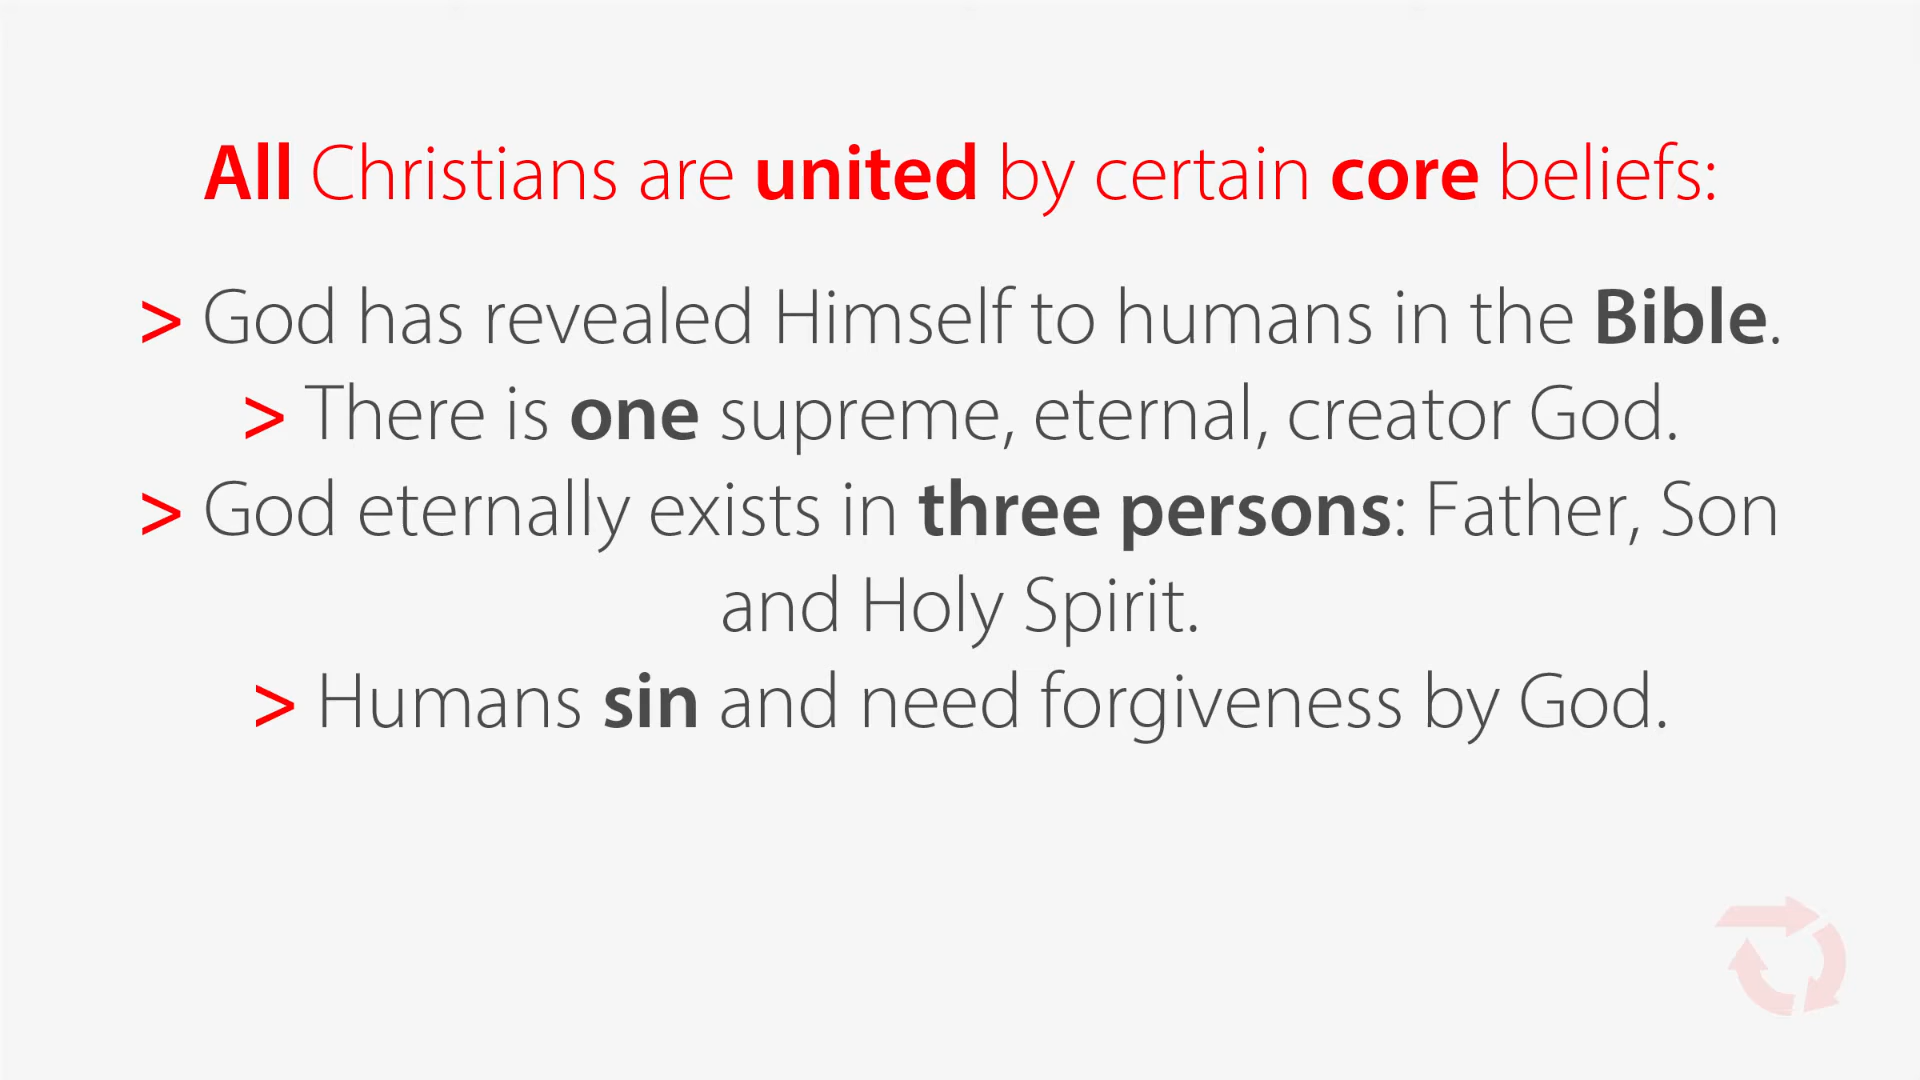 All Christians are united by certain core beliefs:
> God has revealed Himself to humans in the Bible.
> There is one supreme, eternal, creator God.
> God eternally exists in three persons: Father, Son
and Holy Spirit.
> Humans sin and need forgiveness by God.